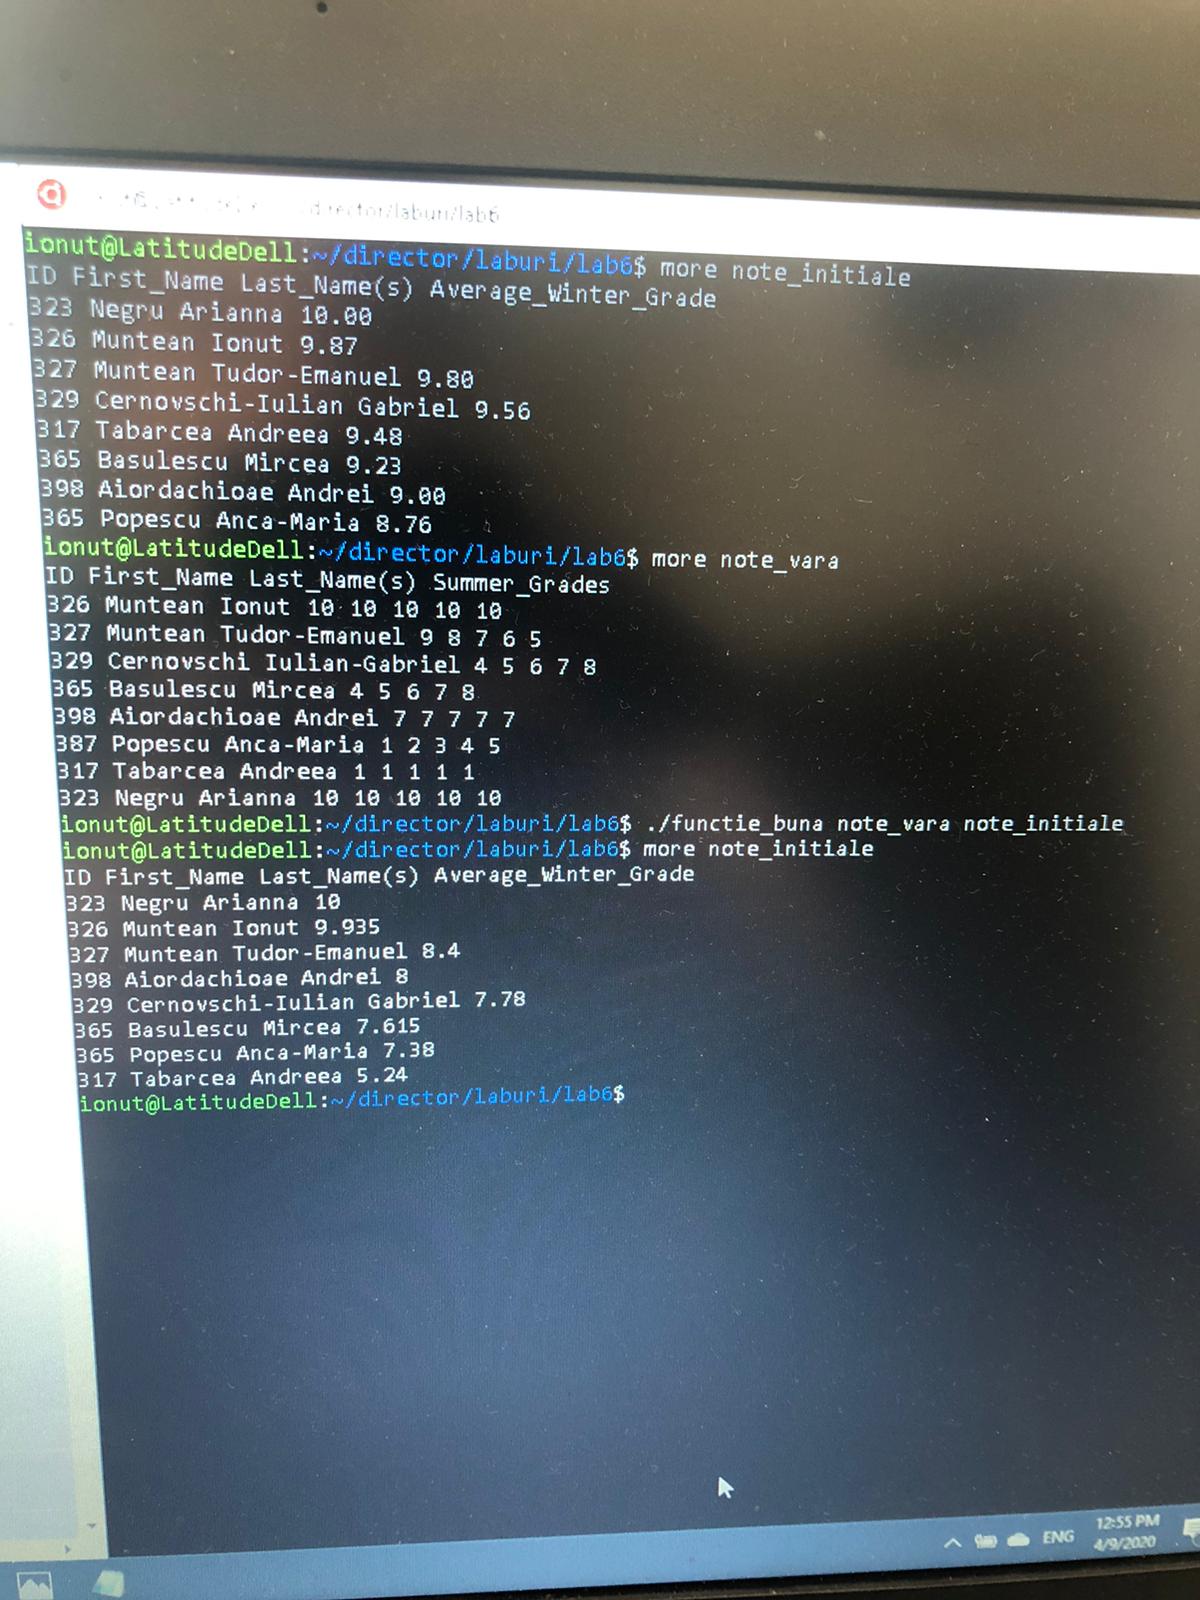 director/laburi/lab6
ionut@LatitudeDell:~/director/laburi/lab6$ more note_initiale
ID First_Name Last_Name(s) Average_Winter_Grade
323 Negru Arianna 10.00
326 Muntean Ionut 9.87
327 Muntean Tudor-Emanuel 9.80
329 Cernovschi-Iulian Gabriel 9.56
317 Tabarcea Andreea 9.48
365 Basulescu Mircea 9.23
398 Aiordachioae Andrei 9.00
365 Popescu Anca-Maria 8.76
ionut@LatitudeDell:~/director/laburi/lab6$ more note_vara
ID First_Name Last_Name(s) Summer_Grades
326 Muntean Ionut 10 10 10 10 10
327 Muntean Tudor-Emanuel 9 8 7 6 5
329 Cernovschi Iulian-Gabriel 4 5 6 7 8
365 Basulescu Mircea 4 5 6 7 8
398 Aiordachioae Andrei 7 7 7 7 7
387 Popescu Anca-Maria 1 2 3 4 5
317 Tabarcea Andreea 1 1 1 1 1
323 Negru Arianna 10 10 10 10 10
ionut@LatitudeDell:~/director/laburi/lab6$ ./functie_buna note_vara note_initiale
ionut@LatitudeDell:~/director/laburi/lab6$ more note_initiale
ID First_Name Last_Name(s) Average_Winter_Grade
323 Negru Arianna 10
326 Muntean Ionut 9.935
327 Muntean Tudor-Emanuel 8.4
398 Aiordachioae Andrei 8
329 Cernovschi-Iulian Gabriel 7.78
365 Basulescu Mircea 7.615
365 Popescu Anca-Maria 7.38
317 Tabarcea Andreea 5.24
ionut@LatitudeDell:~/director/laburi/lab6$
ENG
12:55 PM
4/9/2020